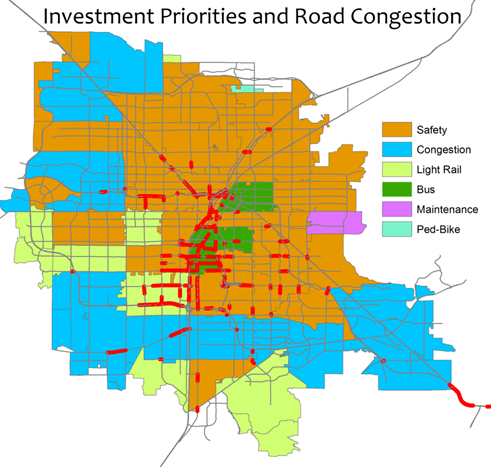 Investment Priorities and Road Congestion
Safety
Congestion
Light Rail
Bus
Maintenance
Ped-Bike